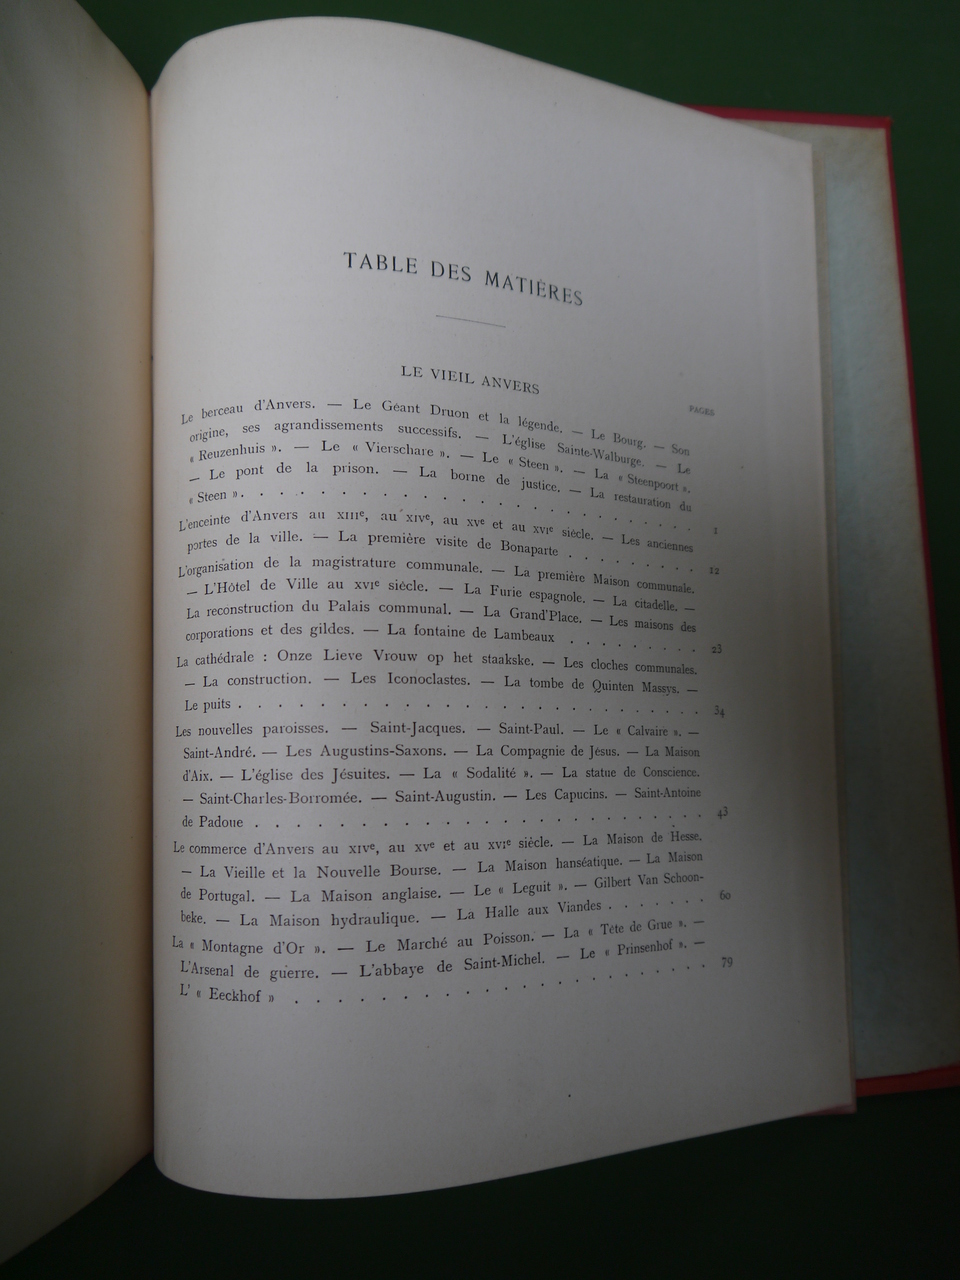 TABLE DES MATIÈRES
LE VIEIL ANVERS
PAGES
Le berceau d'Anvers. — Le Géant Druon et la légende. — Le Bourg. — Son
origine, ses agrandissements successifs. — L'église Sainte-Walburge. — Le
« Reuzenhuis ». — Le « Vierschare ». — Le « Steen ». — La « Steenpoort ».
— Le pont de la prison. — La borne de justice. — La restauration du
« Steen ». . . . . . . . . . . . . . . . . . . . 1
L'enceinte d'Anvers au XIIIe, au XIVe, au XVe et au XVIe siècle. — Les anciennes
portes de la ville. — La première visite de Bonaparte . . . . . . . . 12
L'organisation de la magistrature communale. — La première Maison communale.
— L'Hôtel de Ville au XVIe siècle. — La Furie espagnole. — La citadelle. —
La reconstruction du Palais communal. — La Grand'Place. — Les maisons des
corporations et des gildes. — La fontaine de Lambeaux . . . . . . . . 23
La cathédrale : Onze Lieve Vrouw op het staakske. — Les cloches communales.
— La construction. — Les Iconoclastes. — La tombe de Quinten Massys. —
Le puits . . . . . . . . . . . . . . . . . . . . 34
Les nouvelles paroisses. — Saint-Jacques. — Saint-Paul. — Le « Calvaire ». —
Saint-André. — Les Augustins-Saxons. — La Compagnie de Jésus. — La Maison
d'Aix. — L'église des Jésuites. — La « Sodalité ». — La statue de Conscience.
— Saint-Charles-Borromée. — Saint-Augustin. — Les Capucins. — Saint-Antoine
de Padoue . . . . . . . . . . . . . . . . . . . 43
Le commerce d'Anvers au XIVe, au XVe et au XVIe siècle. — La Maison de Hesse.
— La Vieille et la Nouvelle Bourse. — La Maison hanséatique. — La Maison
de Portugal. — La Maison anglaise. — Le « Leguit ». — Gilbert Van Schoon-
beke. — La Maison hydraulique. — La Halle aux Viandes . . . . . . . 60
La « Montagne d'Or ». — Le Marché au Poisson. — La « Tête de Grue ». —
L'Arsenal de guerre. — L'abbaye de Saint-Michel. — Le « Prinsenhof ». —
L' « Eeckhof » . . . . . . . . . . . . . . . . . . 79